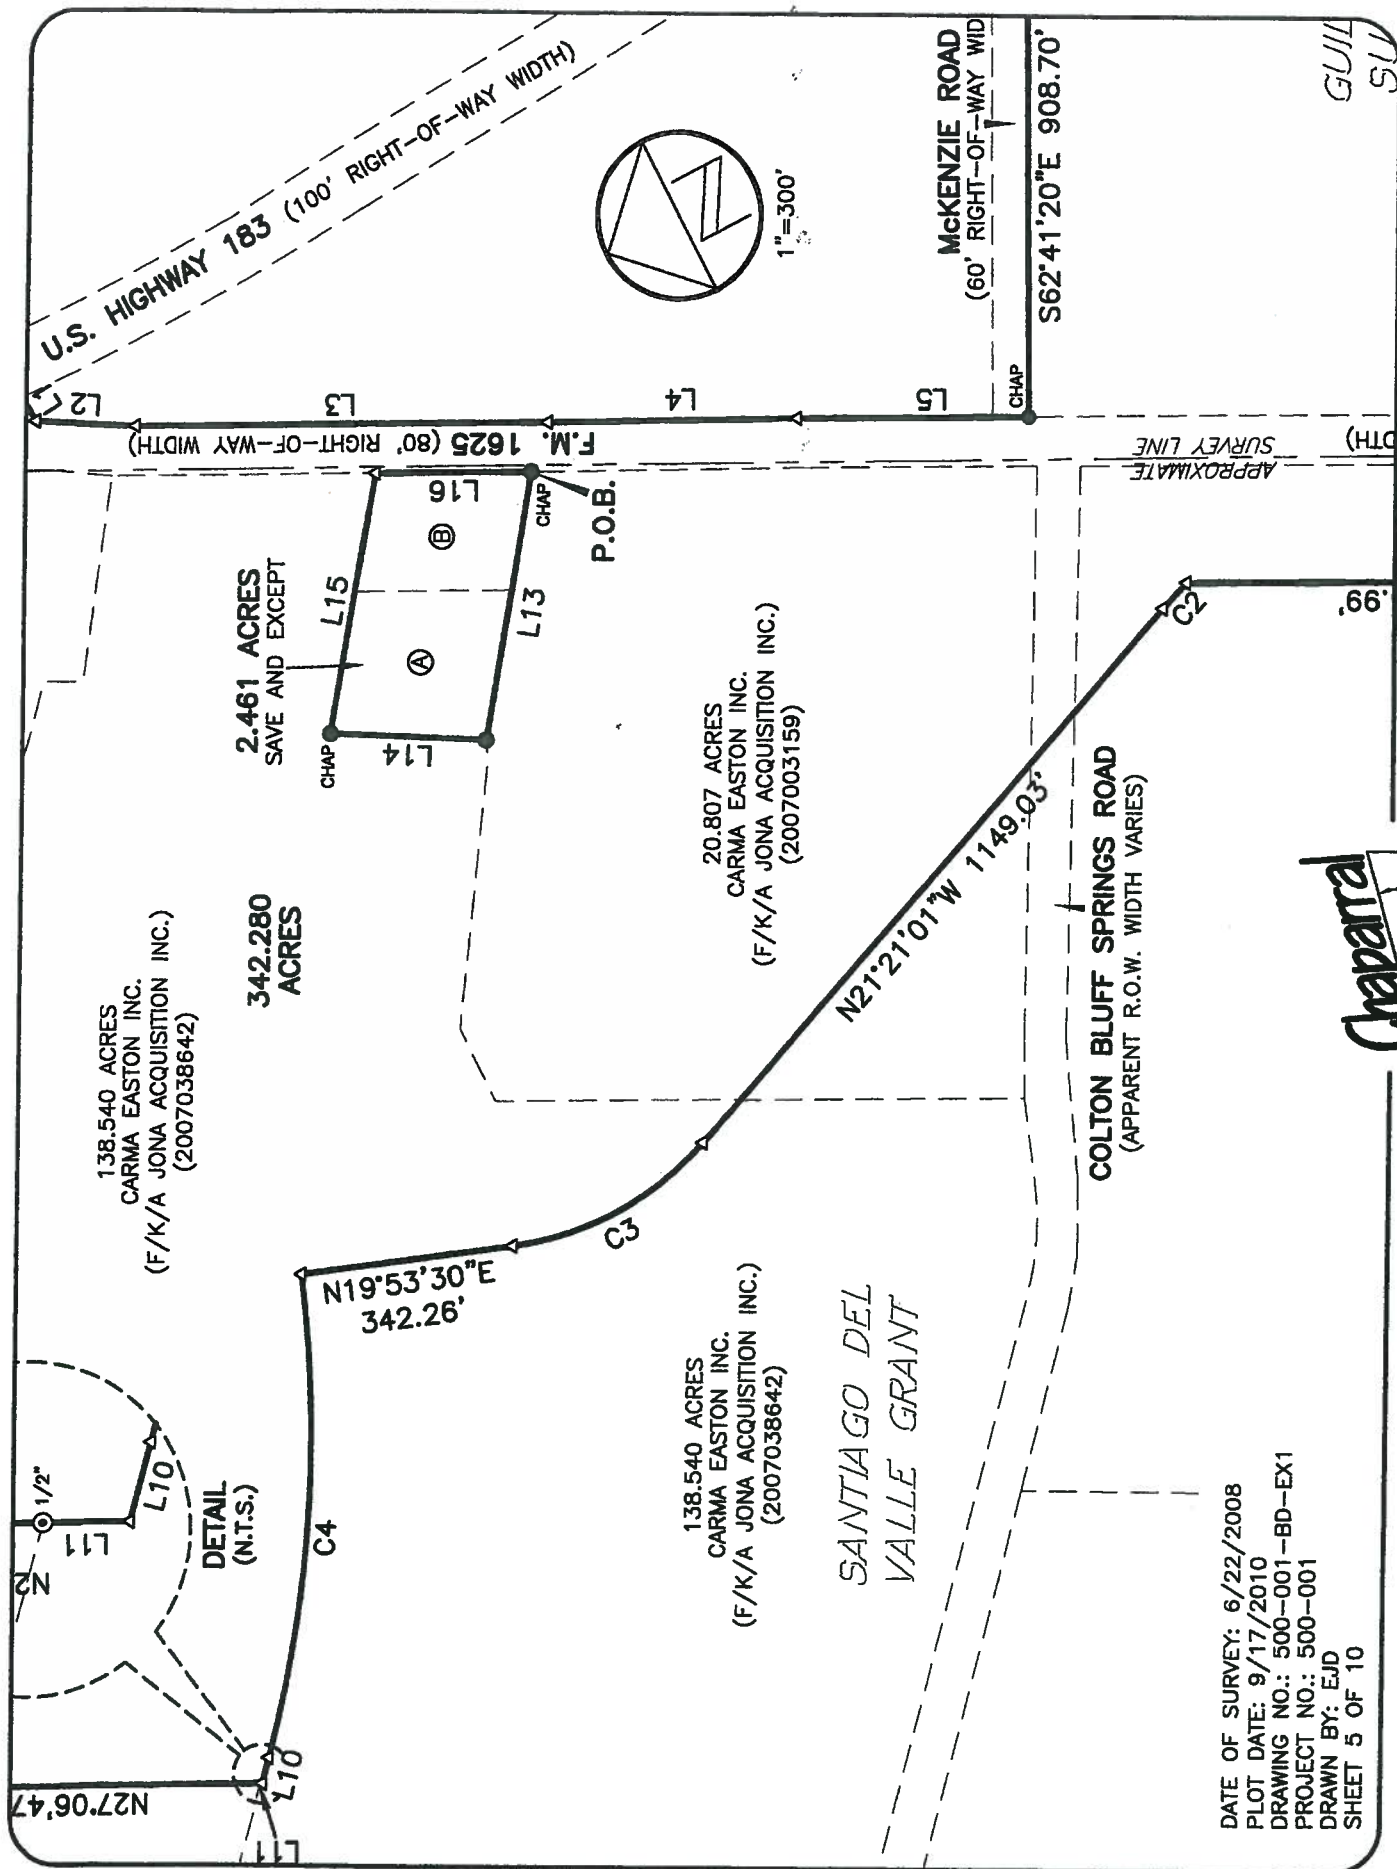 U.S. HIGHWAY 183 (100' RIGHT-OF-WAY WIDTH)
L2
L3
L4
L5
F.M. 1625 (80' RIGHT-OF-WAY WIDTH)
1"=300'
N
McKENZIE ROAD
(60' RIGHT-OF-WAY WID
S62°41'20"E 908.70'
CHAP
GUIL
SU
APPROXIMATE
SURVEY LINE
DTH)
2.461 ACRES
SAVE AND EXCEPT
L15
L16
L13
L14
A
B
CHAP
CHAP
P.O.B.
138.540 ACRES
CARMA EASTON INC.
(F/K/A JONA ACQUISITION INC.)
(2007038642)
342.280
ACRES
20.807 ACRES
CARMA EASTON INC.
(F/K/A JONA ACQUISITION INC.)
(2007003159)
C2
.99'
N21°21'01"W 1149.03'
COLTON BLUFF SPRINGS ROAD
(APPARENT R.O.W. WIDTH VARIES)
Chaparral
C3
N19°53'30"E
342.26'
C4
1/2"
L11
L10
N2
DETAIL
(N.T.S.)
N27°06'47
L10
L11
138.540 ACRES
CARMA EASTON INC.
(F/K/A JONA ACQUISITION INC.)
(2007038642)
SANTIAGO DEL
VALLE GRANT
DATE OF SURVEY: 6/22/2008
PLOT DATE: 9/17/2010
DRAWING NO.: 500-001-BD-EX1
PROJECT NO.: 500-001
DRAWN BY: EJD
SHEET 5 OF 10